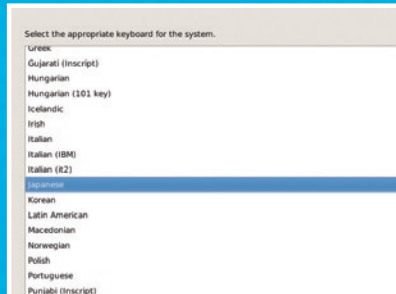 Select the appropriate keyboard for the system.
Greek
Gujarati (Inscript)
Hungarian
Hungarian (101 key)
Icelandic
Irish
Italian
Italian (IBM)
Italian (it2)
Japanese
Korean
Latin American
Macedonian
Norwegian
Polish
Portuguese
Punjabi (Inscript)